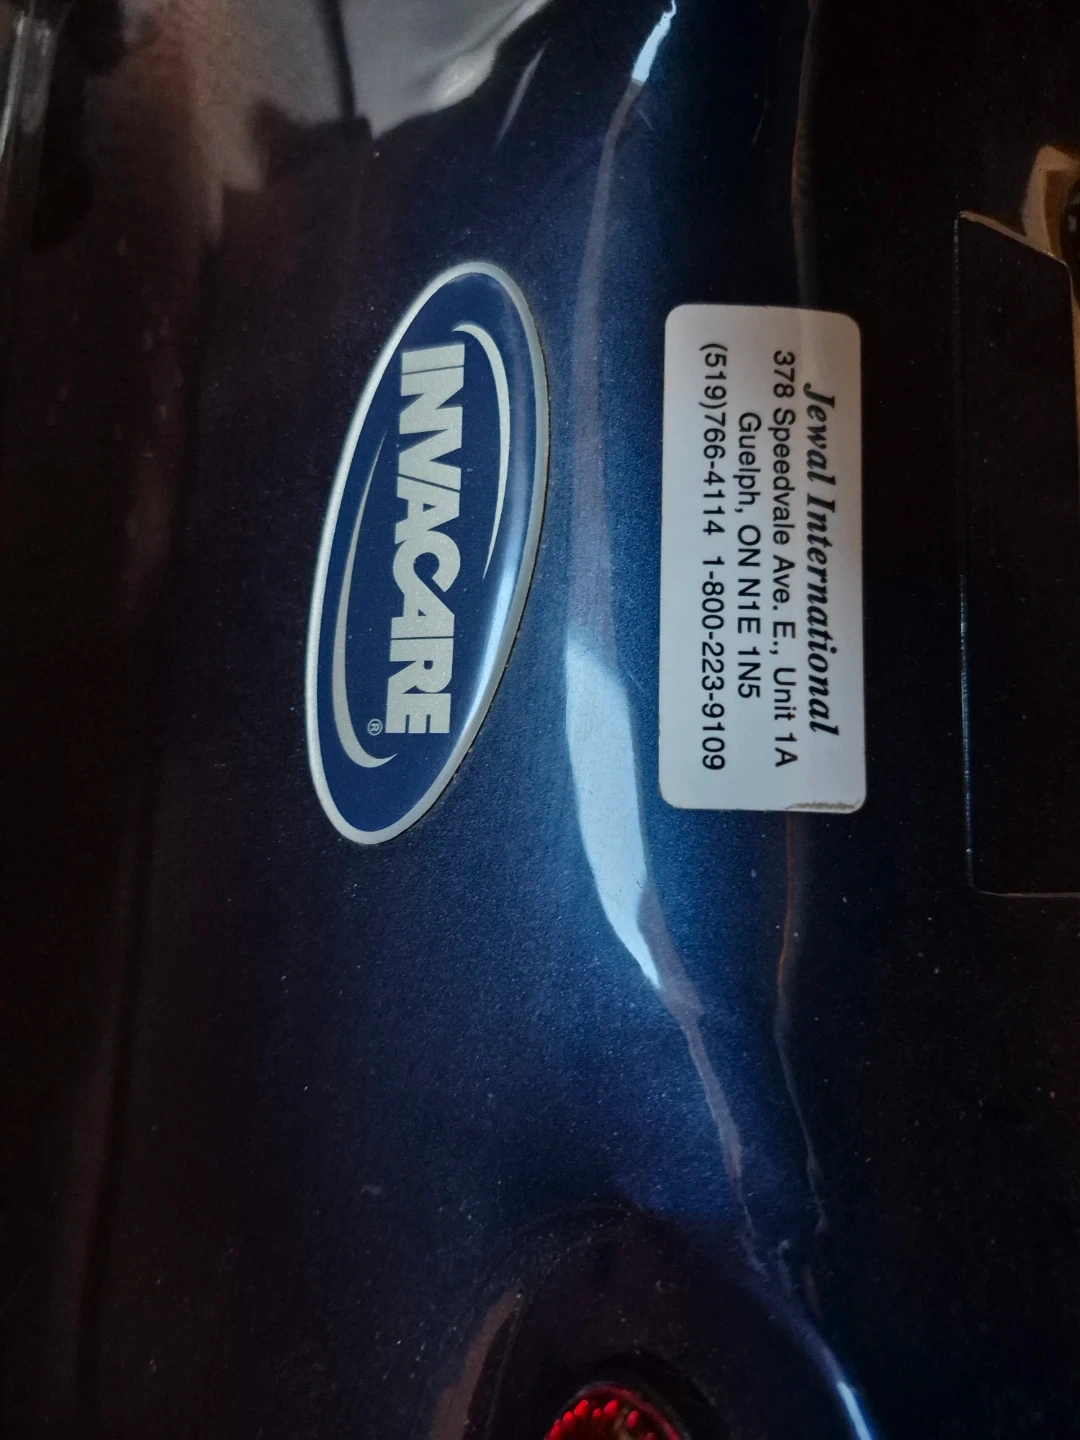 Jewal International
378 Speedvale Ave. E., Unit 1A
Guelph, ON N1E 1N5
(519)766-4114 1-800-223-9109
INVACARE®